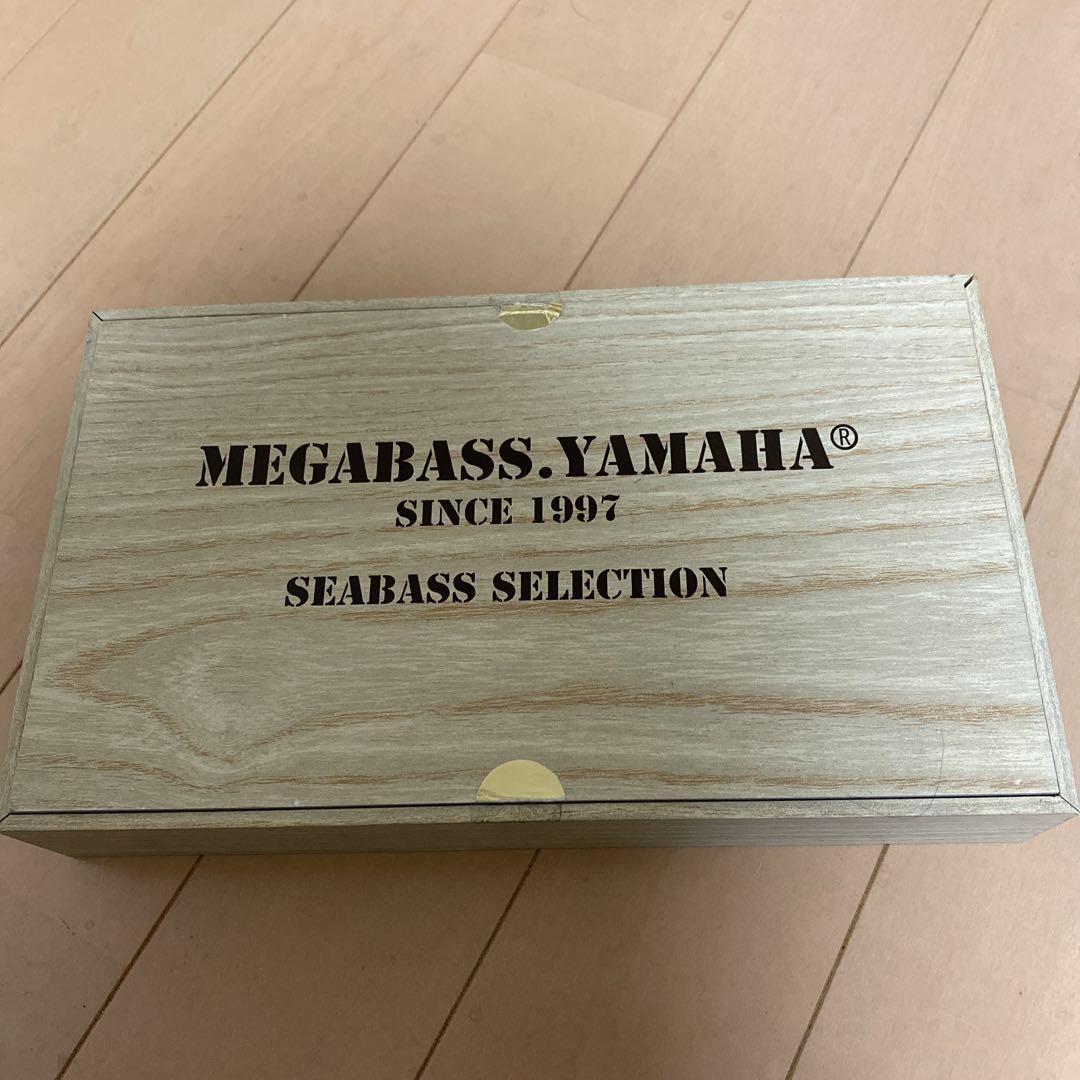 MEGABASS.YAMAHA®
SINCE 1997
SEABASS SELECTION